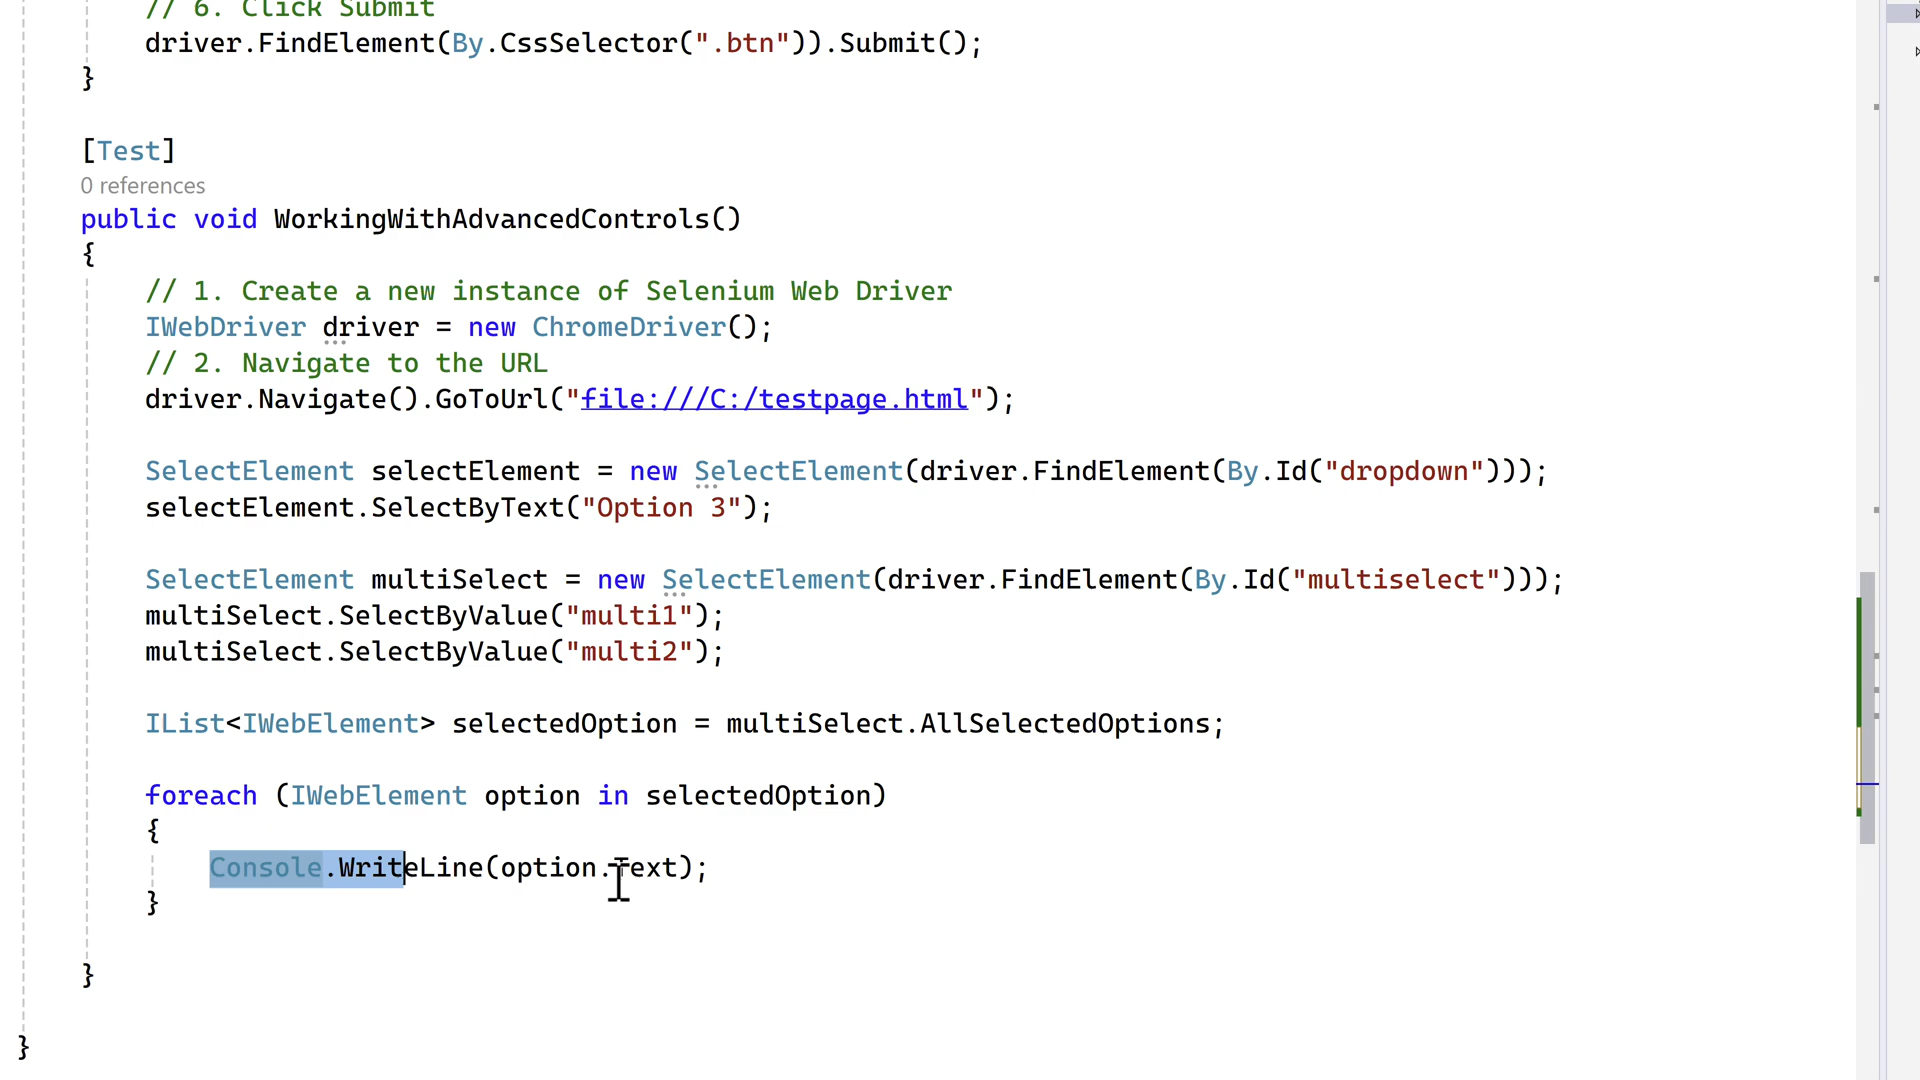 // 6. Click Submit
driver.FindElement(By.CssSelector(".btn")).Submit();
}
[Test]
0 references
public void WorkingWithAdvancedControls()
{
// 1. Create a new instance of Selenium Web Driver
IWebDriver driver = new ChromeDriver();
// 2. Navigate to the URL
driver.Navigate().GoToUrl("file:///C:/testpage.html");
SelectElement selectElement = new SelectElement(driver.FindElement(By.Id("dropdown")));
selectElement.SelectByText("Option 3");
SelectElement multiSelect = new SelectElement(driver.FindElement(By.Id("multiselect")));
multiSelect.SelectByValue("multi1");
multiSelect.SelectByValue("multi2");
IList<IWebElement> selectedOption = multiSelect.AllSelectedOptions;
foreach (IWebElement option in selectedOption)
{
Console.WriteLine(option.Text);
}
}
}